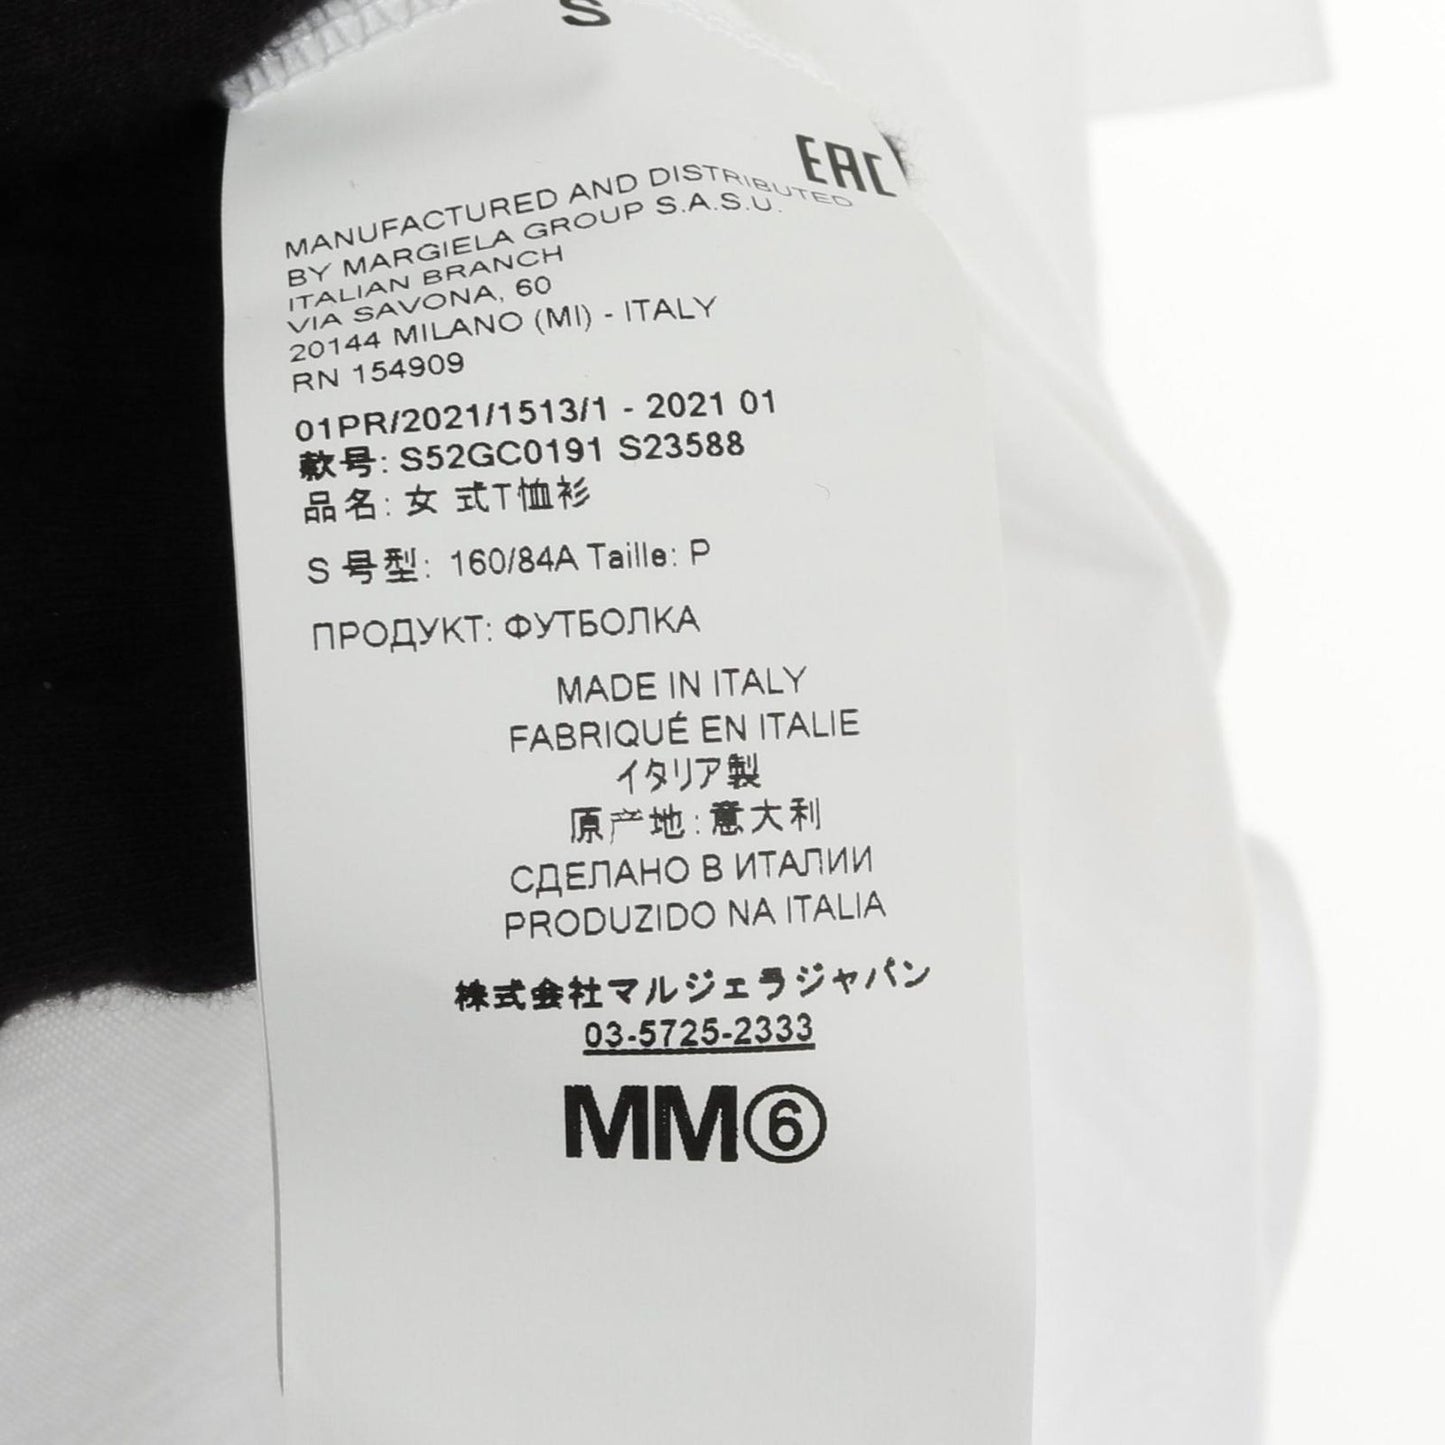 S
EAC
MANUFACTURED AND DISTRIBUTED
BY MARGIELA GROUP S.A.S.U.
ITALIAN BRANCH
VIA SAVONA, 60
20144 MILANO (MI) - ITALY
RN 154909
01PR/2021/1513/1 - 2021 01
款号: S52GC0191 S23588
品名: 女 式T恤衫
S 号型: 160/84A Taille: P
ПРОДУКТ: ФУТБОЛКА
MADE IN ITALY
FABRIQUÉ EN ITALIE
イタリア製
原产地: 意大利
СДЕЛАНО В ИТАЛИИ
PRODUZIDO NA ITALIA
株式会社マルジェラジャパン
03-5725-2333
MM⑥